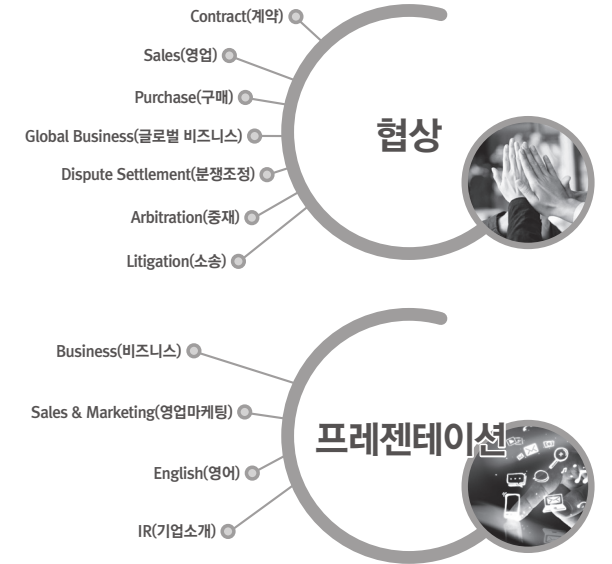 Contract(계약)
Sales(영업)
Purchase(구매)
Global Business(글로벌 비즈니스)
Dispute Settlement(분쟁조정)
Arbitration(중재)
Litigation(소송)
협상
Business(비즈니스)
Sales & Marketing(영업마케팅)
English(영어)
IR(기업소개)
프레젠테이션